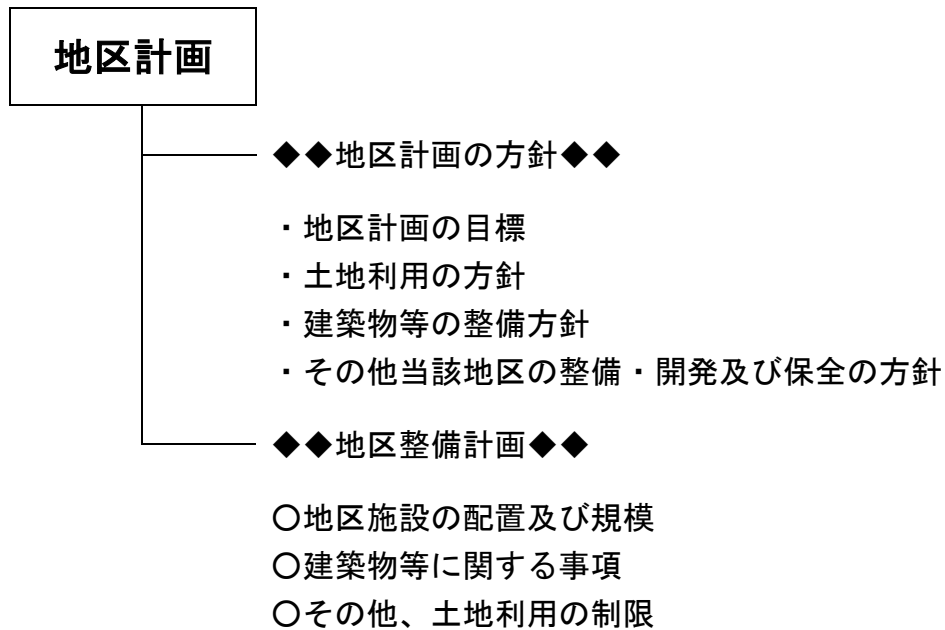 地区計画
◆◆地区計画の方針◆◆
・地区計画の目標
・土地利用の方針
・建築物等の整備方針
・その他当該地区の整備・開発及び保全の方針
◆◆地区整備計画◆◆
〇地区施設の配置及び規模
〇建築物等に関する事項
〇その他、土地利用の制限